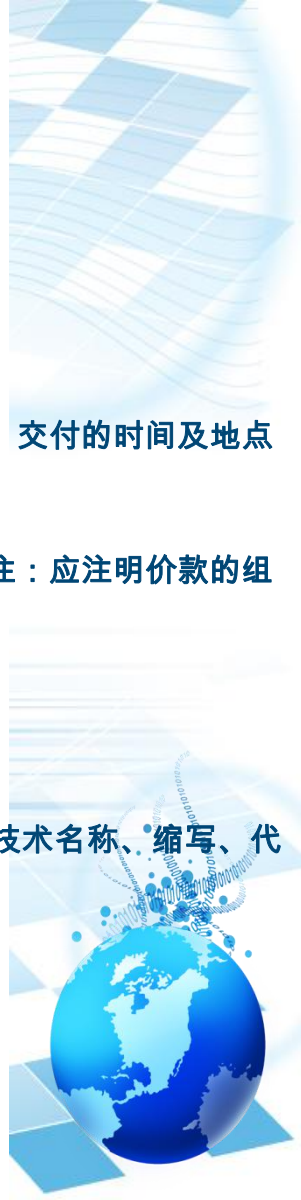 交付的时间及地点
注：应注明价款的组
技术名称、缩写、代